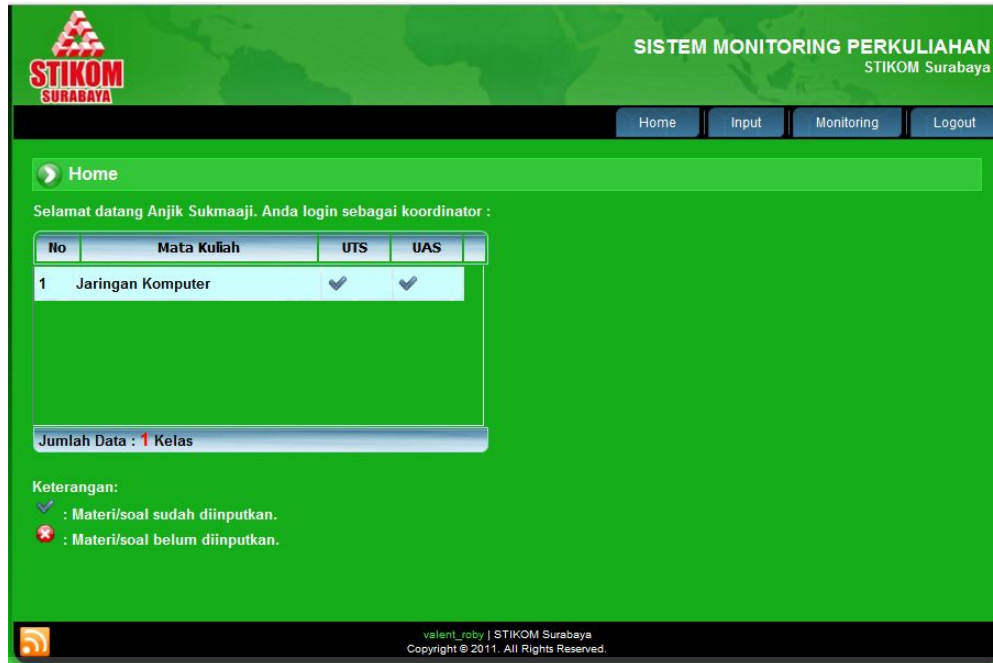 STIKOM
SURABAYA
SISTEM MONITORING PERKULIAHAN
STIKOM Surabaya
Home Input Monitoring Logout
Home
Selamat datang Anjik Sukmaaji. Anda login sebagai koordinator :
No Mata Kuliah UTS UAS
1 Jaringan Komputer
Jumlah Data : 1 Kelas
Keterangan:
: Materi/soal sudah diinputkan.
: Materi/soal belum diinputkan.
valent_roby | STIKOM Surabaya
Copyright © 2011. All Rights Reserved.